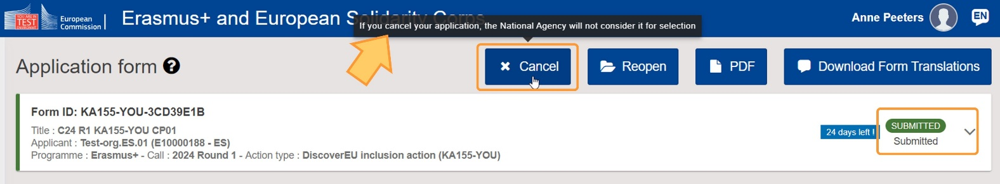 YOU ARE IN
TEST
ENVIRONMENT
European
Commission
Erasmus+ and European Solidarity Corps
Anne Peeters
EN
If you cancel your application, the National Agency will not consider it for selection
Application form ?
Cancel
Reopen
PDF
Download Form Translations
Form ID: KA155-YOU-3CD39E1B
Title : C24 R1 KA155-YOU CP01
Applicant : Test-org.ES.01 (E10000188 - ES)
Programme : Erasmus+ - Call : 2024 Round 1 - Action type : DiscoverEU inclusion action (KA155-YOU)
24 days left !
SUBMITTED
Submitted